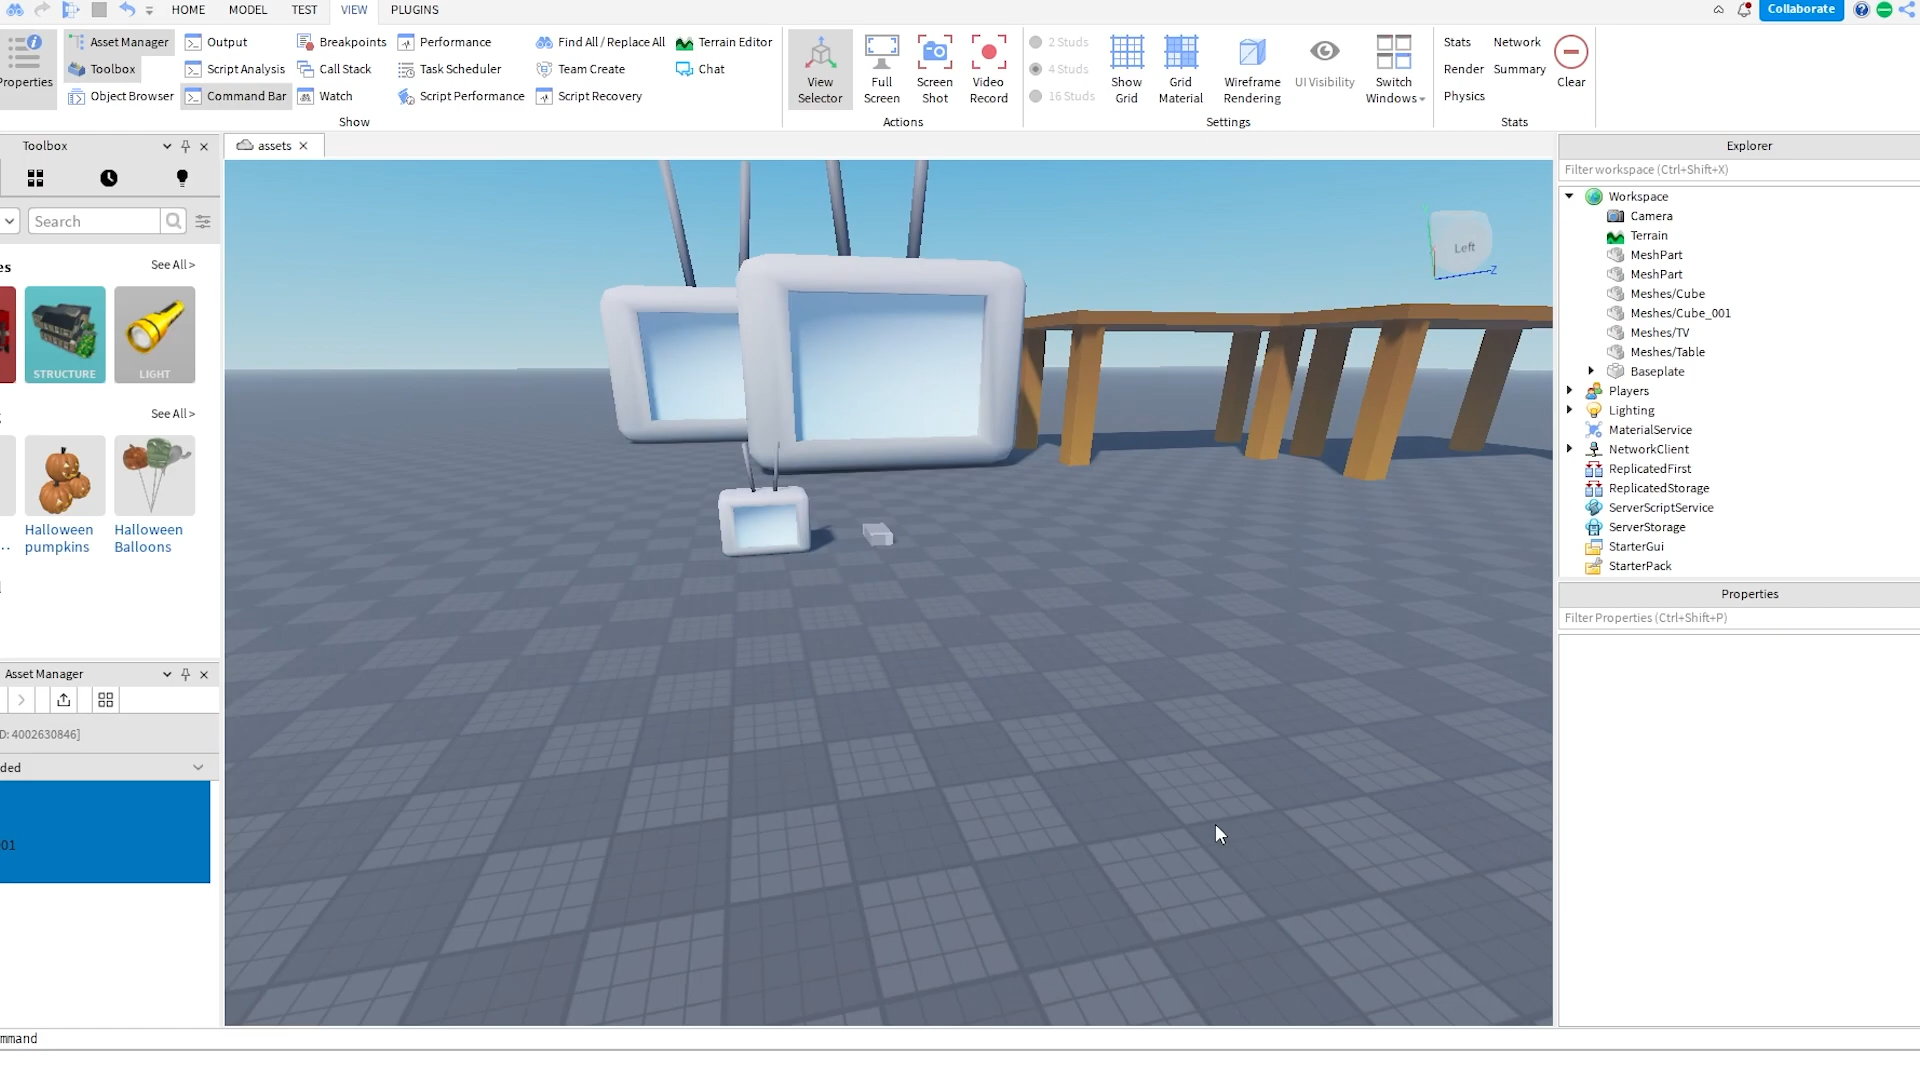 HOME MODEL TEST VIEW PLUGINS
Collaborate
Properties
Asset Manager
Toolbox
Object Browser
Output
Script Analysis
Command Bar
Breakpoints
Call Stack
Watch
Performance
Task Scheduler
Script Performance
Find All / Replace All
Team Create
Script Recovery
Terrain Editor
Chat
Show
View
Selector
Full
Screen
Screen
Shot
Video
Record
Actions
2 Studs
4 Studs
16 Studs
Show
Grid
Grid
Material
Wireframe
Rendering
UI Visibility
Switch
Windows
Settings
Stats
Render
Physics
Network
Summary
Clear
Stats
Toolbox
Search
es
See All >
STRUCTURE
LIGHT
See All >
Halloween
pumpkins
Halloween
Balloons
Asset Manager
D: 4002630846]
ded
01
assets
Left
Z
Explorer
Filter workspace (Ctrl+Shift+X)
Workspace
Camera
Terrain
MeshPart
MeshPart
Meshes/Cube
Meshes/Cube_001
Meshes/TV
Meshes/Table
Baseplate
Players
Lighting
MaterialService
NetworkClient
ReplicatedFirst
ReplicatedStorage
ServerScriptService
ServerStorage
StarterGui
StarterPack
Properties
Filter Properties (Ctrl+Shift+P)
mmand